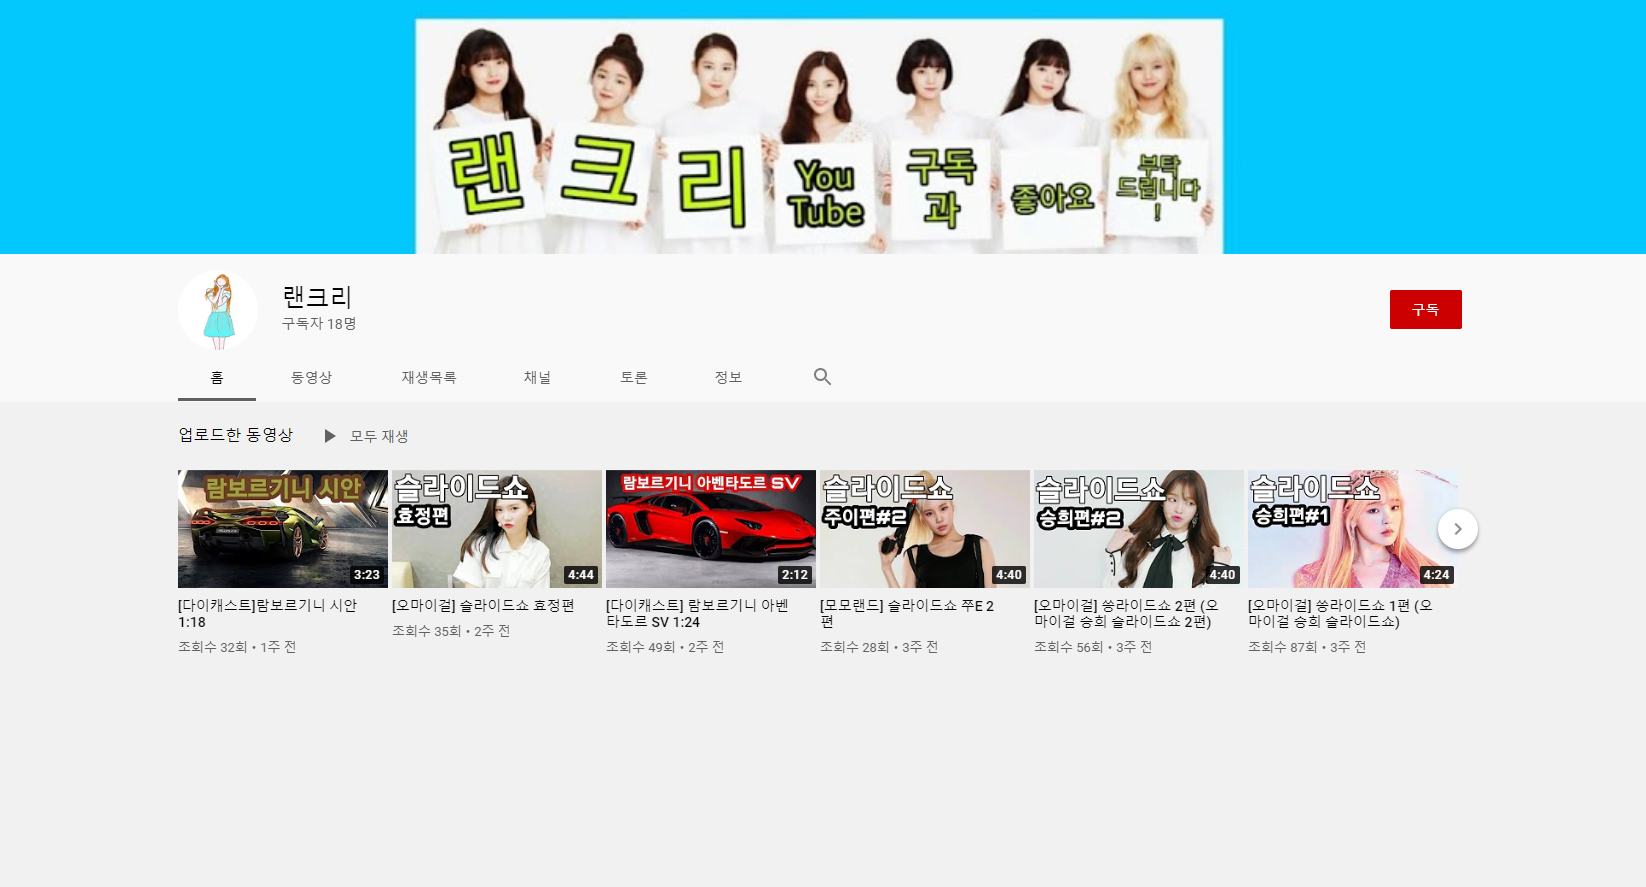 랜
크
리
You
Tube
구독
과
좋아요
부탁
드립니다
!
랜크리
구독자 18명
구독
홈
동영상
재생목록
채널
토론
정보
업로드한 동영상
모두 재생
람보르기니 시안
3:23
[다이캐스트]람보르기니 시안
1:18
조회수 32회 • 1주 전
슬라이드쇼
효정편
4:44
[오마이걸] 슬라이드쇼 효정편
조회수 35회 • 2주 전
람보르기니 아벤타도르 SV
2:12
[다이캐스트] 람보르기니 아벤
타도르 SV 1:24
조회수 49회 • 2주 전
슬라이드쇼
주이편#2
4:40
[모모랜드] 슬라이드쇼 쭈E 2
편
조회수 28회 • 3주 전
슬라이드쇼
승희편#2
4:40
[오마이걸] 쏭라이드쇼 2편 (오
마이걸 승희 슬라이드쇼 2편)
조회수 56회 • 3주 전
슬라이드쇼
승희편#1
4:24
[오마이걸] 쏭라이드쇼 1편 (오
마이걸 승희 슬라이드쇼)
조회수 87회 • 3주 전